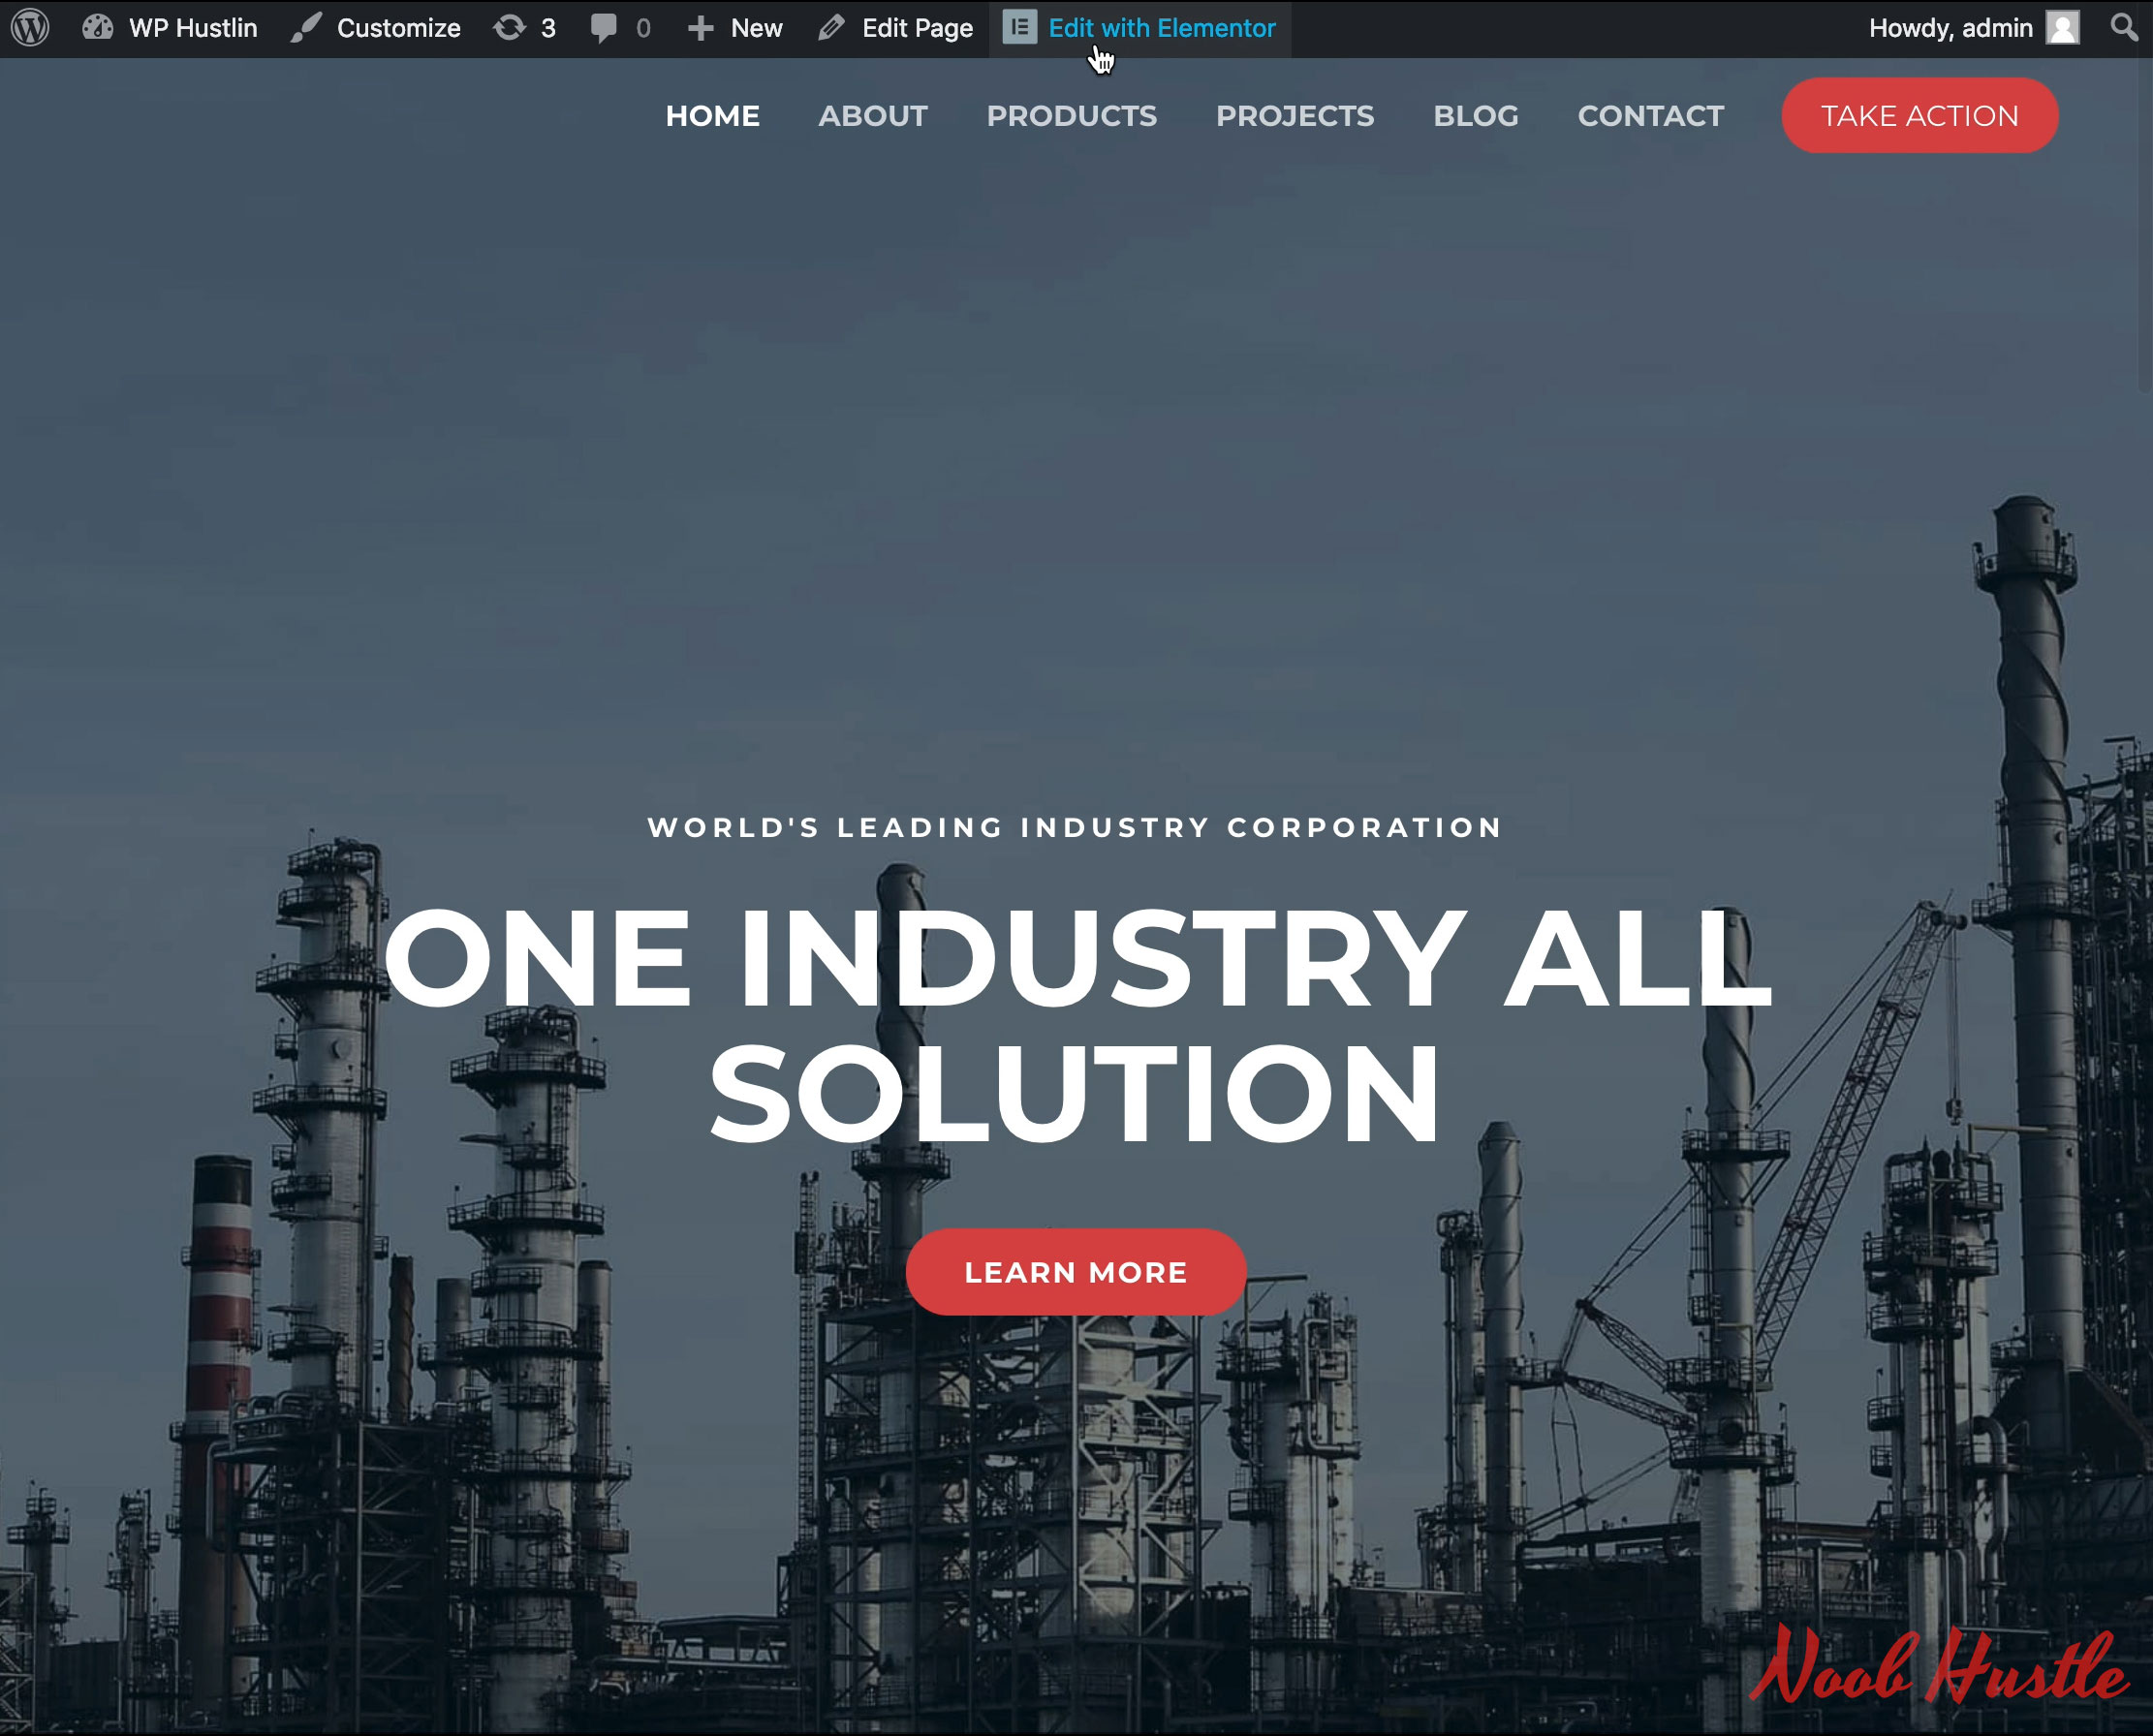 WP Hustlin Customize 3 0 New Edit Page Edit with Elementor Howdy, admin
HOME ABOUT PRODUCTS PROJECTS BLOG CONTACT TAKE ACTION
WORLD'S LEADING INDUSTRY CORPORATION
ONE INDUSTRY ALL
SOLUTION
LEARN MORE
Noob Hustle